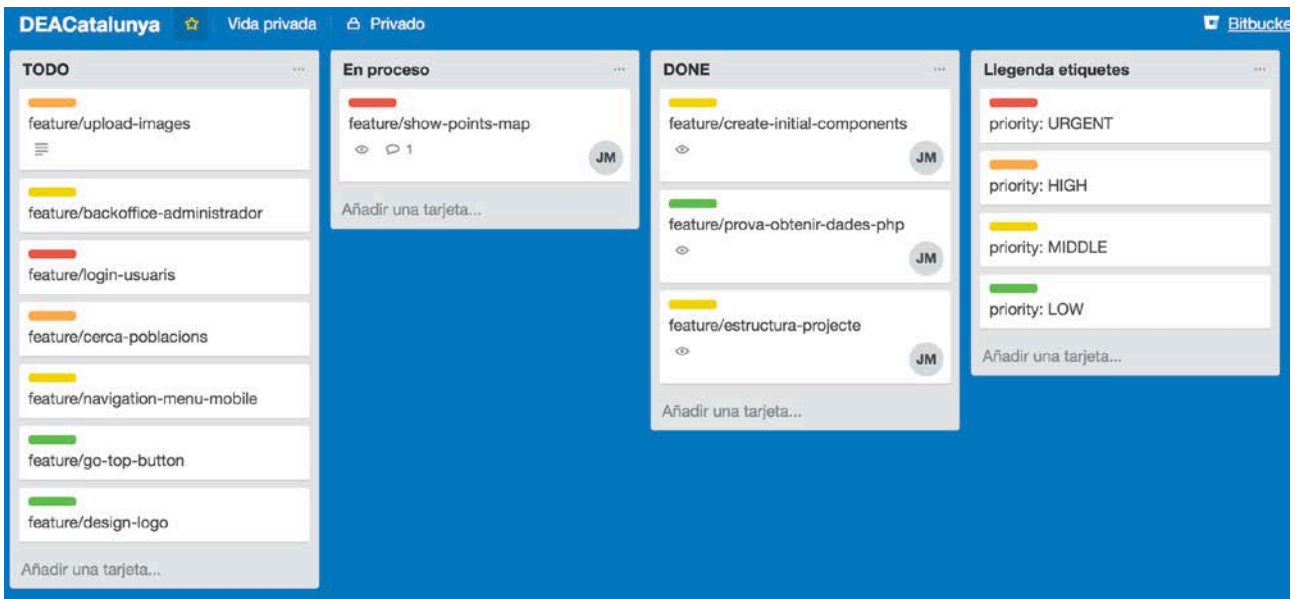 DEACatalunya Vida privada Privado Bitbucke
TODO ...
feature/upload-images
feature/backoffice-administrador
feature/login-usuaris
feature/cerca-poblacions
feature/navigation-menu-mobile
feature/go-top-button
feature/design-logo
Añadir una tarjeta...
En proceso ...
feature/show-points-map
1 JM
Añadir una tarjeta...
DONE ...
feature/create-initial-components
JM
feature/prova-obtenir-dades-php
JM
feature/estructura-projecte
JM
Añadir una tarjeta...
Llegenda etiquetes ...
priority: URGENT
priority: HIGH
priority: MIDDLE
priority: LOW
Añadir una tarjeta...